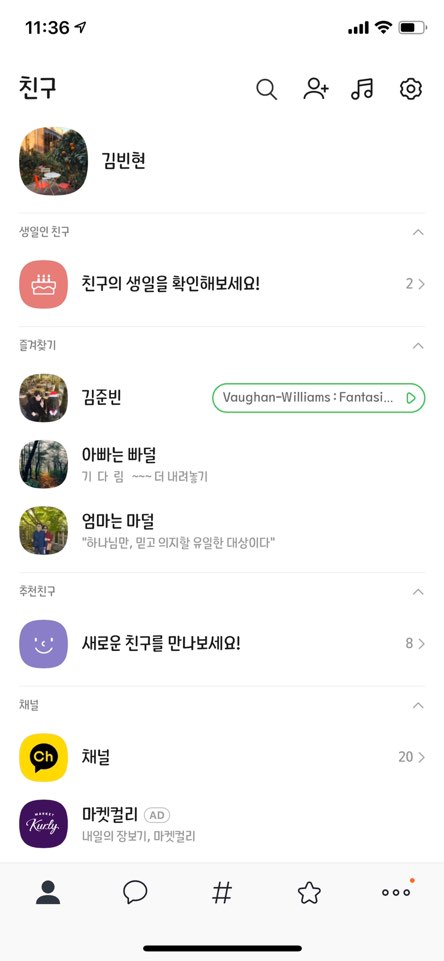 11:36
친구
김빈현
생일인 친구
친구의 생일을 확인해보세요!
2
즐겨찾기
김준빈
Vaughan-Williams : Fantasi...
아빠는 빠덜
기 다 림 ~~~ 더 내려놓기
엄마는 마덜
"하나님만, 믿고 의지할 유일한 대상이다"
추천친구
새로운 친구를 만나보세요!
8
채널
Ch
채널
20
MARKET
Kurly
마켓컬리 AD
내일의 장보기, 마켓컬리
#